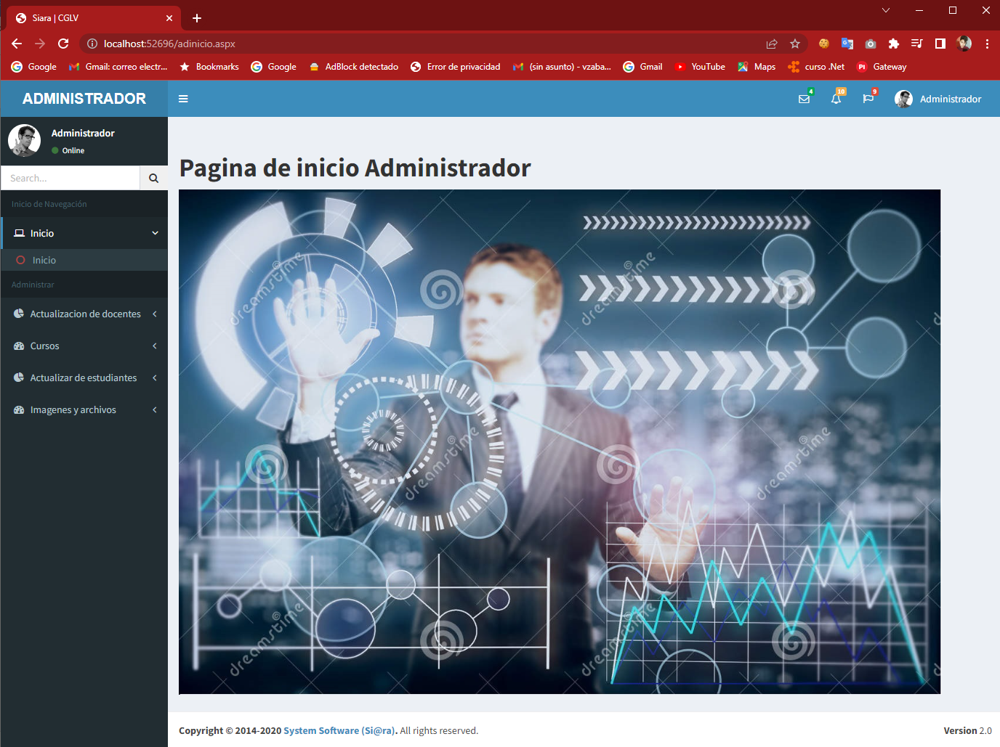 Siara | CGLV
localhost:52696/adinicio.aspx
Google Gmail: correo electr... Bookmarks Google AdBlock detectado Error de privacidad (sin asunto) - vzaba... Gmail YouTube Maps curso .Net Gateway
ADMINISTRADOR 4 10 9 Administrador
Administrador
Online
Search...
Inicio de Navegación
Inicio
Inicio
Administrar
Actualizacion de docentes
Cursos
Actualizar de estudiantes
Imagenes y archivos
Pagina de inicio Administrador
dreamstime
dreamstime
dreamstime
dreamstime
dreamstime
dreamstime
Copyright © 2014-2020 System Software (Si@ra). All rights reserved. Version 2.0